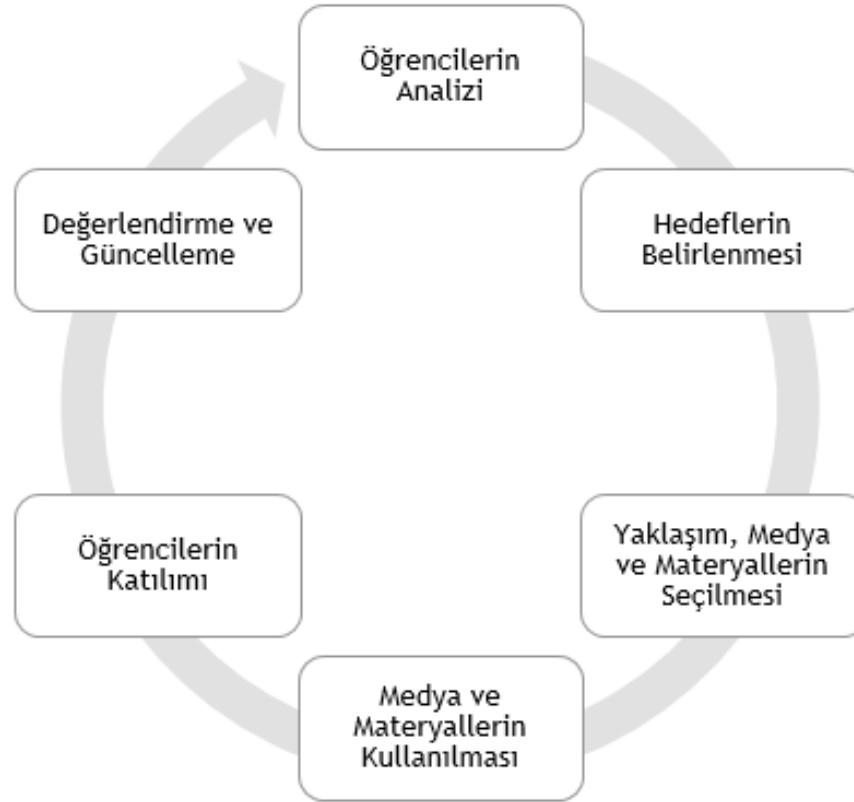 Öğrencilerin
Analizi
Hedeflerin
Belirlenmesi
Yaklaşım, Medya
ve Materyallerin
Seçilmesi
Medya ve
Materyallerin
Kullanılması
Öğrencilerin
Katılımı
Değerlendirme ve
Güncelleme